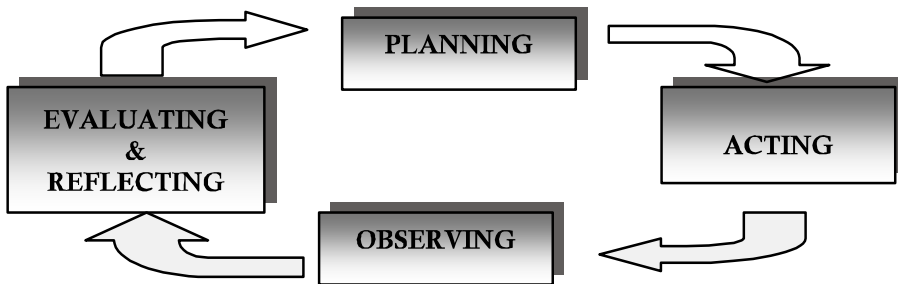 PLANNING
EVALUATING
&
REFLECTING
ACTING
OBSERVING